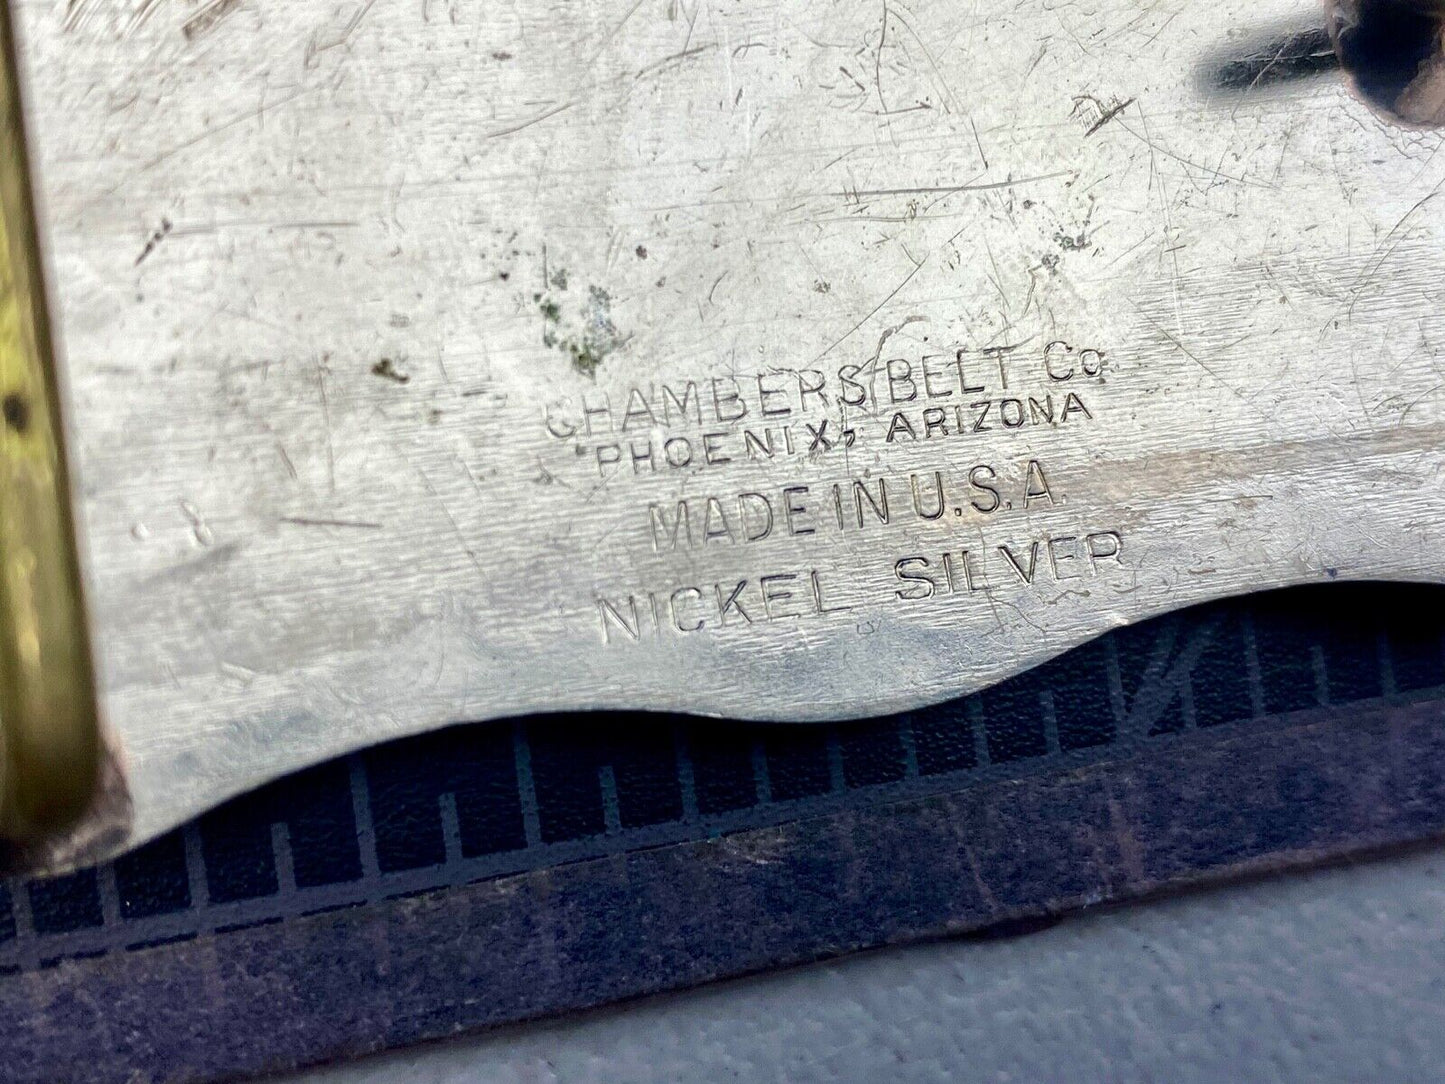 CHAMBERS BELT Co
PHOENIX, ARIZONA
MADE IN U.S.A.
NICKEL SILVER